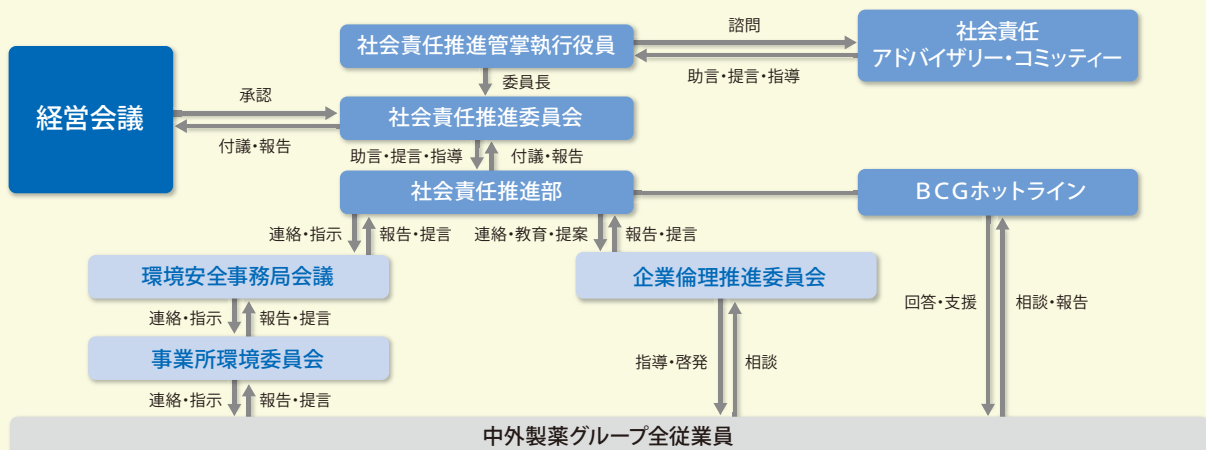 社会責任推進管掌執行役員
諮問
助言・提言・指導
社会責任
アドバイザリー・コミッティー
委員長
経営会議
承認
付議・報告
社会責任推進委員会
助言・提言・指導
付議・報告
社会責任推進部
BCGホットライン
連絡・指示
報告・提言
連絡・教育・提案
報告・提言
環境安全事務局会議
企業倫理推進委員会
連絡・指示
報告・提言
回答・支援
相談・報告
事業所環境委員会
指導・啓発
相談
連絡・指示
報告・提言
中外製薬グループ全従業員